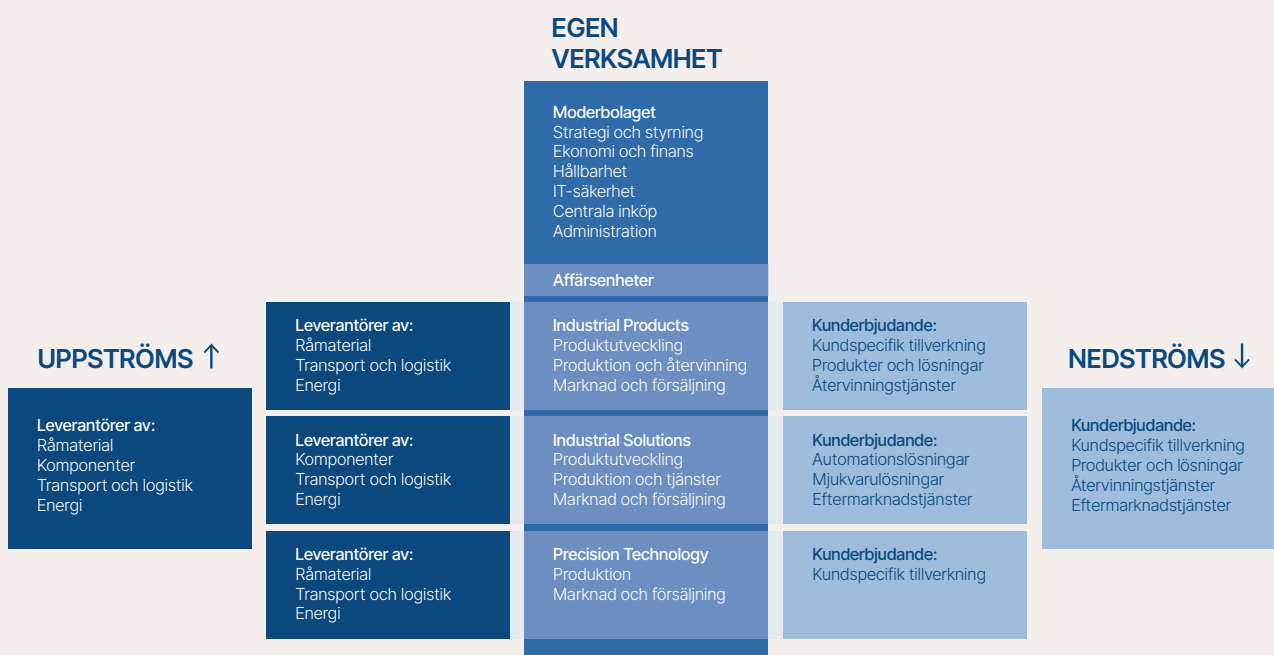 EGEN
VERKSAMHET
Moderbolaget
Strategi och styrning
Ekonomi och finans
Hållbarhet
IT-säkerhet
Centrala inköp
Administration
Affärsenheter
UPPSTRÖMS ↑
Leverantörer av:
Råmaterial
Komponenter
Transport och logistik
Energi
Leverantörer av:
Råmaterial
Transport och logistik
Energi
Industrial Products
Produktutveckling
Produktion och återvinning
Marknad och försäljning
Kunderbjudande:
Kundspecifik tillverkning
Produkter och lösningar
Återvinningstjänster
Leverantörer av:
Komponenter
Transport och logistik
Energi
Industrial Solutions
Produktutveckling
Produktion och tjänster
Marknad och försäljning
Kunderbjudande:
Automationslösningar
Mjukvarulösningar
Eftermarknadstjänster
Leverantörer av:
Råmaterial
Transport och logistik
Energi
Precision Technology
Produktion
Marknad och försäljning
Kunderbjudande:
Kundspecifik tillverkning
NEDSTRÖMS ↓
Kunderbjudande:
Kundspecifik tillverkning
Produkter och lösningar
Återvinningstjänster
Eftermarknadstjänster